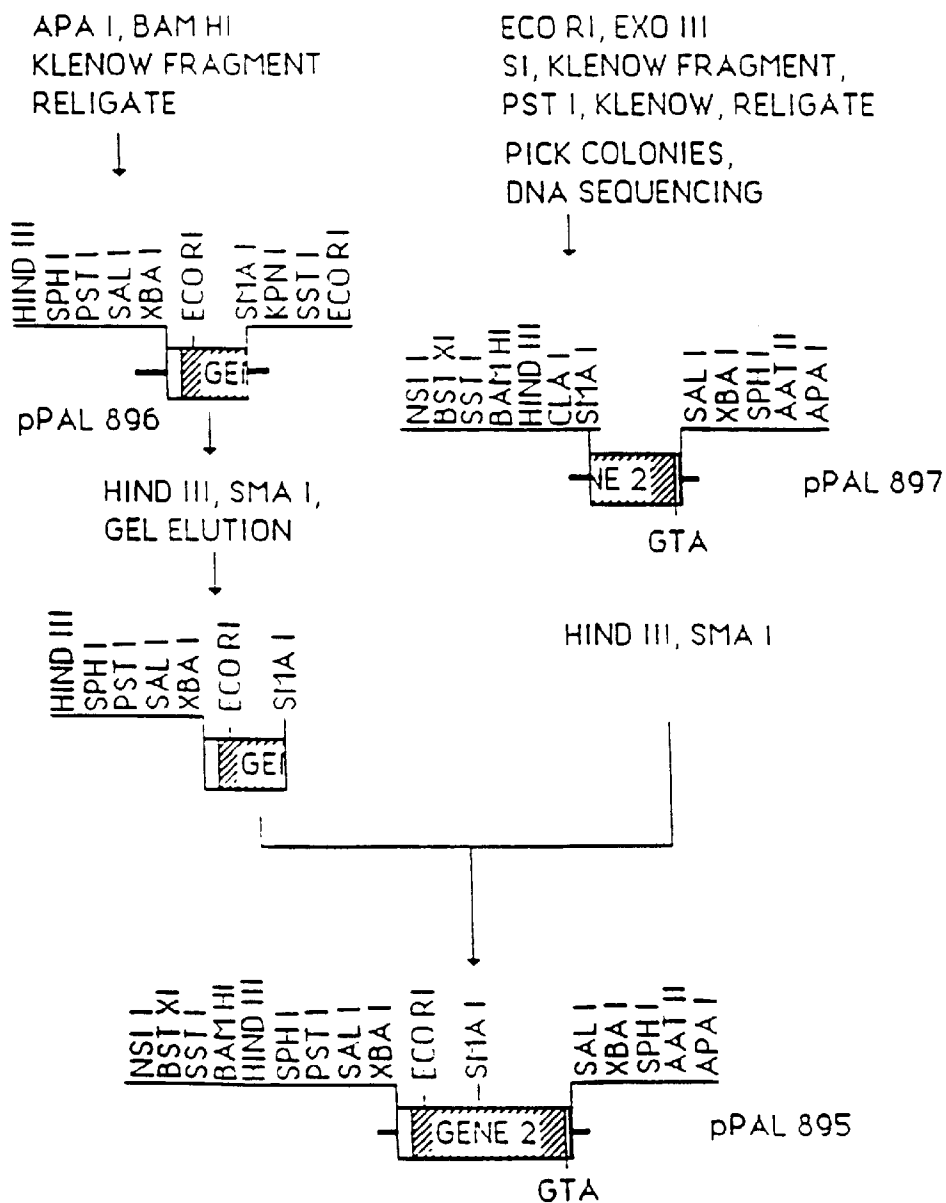 APA I, BAM HI
KLENOW FRAGMENT
RELIGATE
ECO RI, EXO III
SI, KLENOW FRAGMENT,
PST I, KLENOW, RELIGATE
PICK COLONIES,
DNA SEQUENCING
HIND III
SPH I
PST I
SAL I
XBA I
ECO RI
SMA I
KPN I
SST I
ECO RI
GEN
pPAL 896
NSI I
BST XI
SST I
BAM HI
HIND III
CLA I
SMA I
SAL I
XBA I
SPH I
AAT II
APA I
NE 2
pPAL 897
GTA
HIND III, SMA I,
GEL ELUTION
HIND III, SMA I
HIND III
SPH I
PST I
SAL I
XBA I
ECO RI
SMA I
GEN
NSI I
BST XI
SST I
BAM HI
HIND III
SPH I
PST I
SAL I
XBA I
ECO RI
SMA I
SAL I
XBA I
SPH I
AAT II
APA I
GENE 2
pPAL 895
GTA